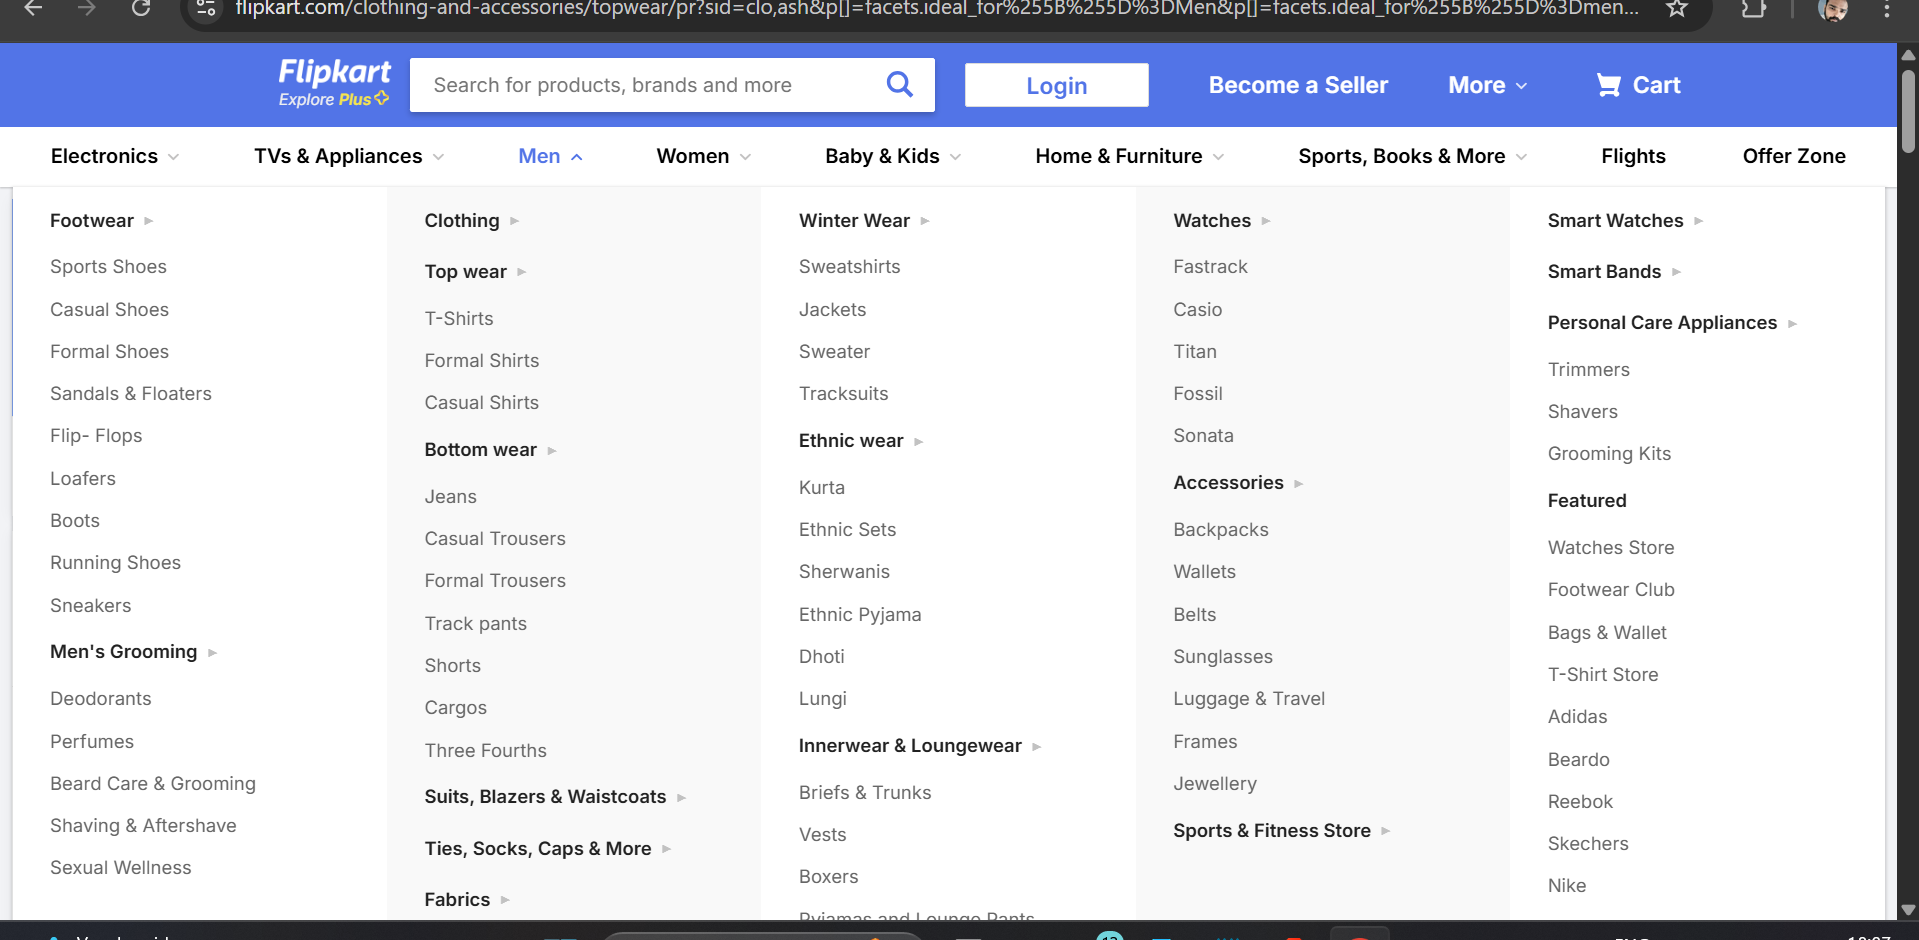 flipkart.com/clothing-and-accessories/topwear/pr?sid=clo,ash&p[]=facets.ideal_for%255B%255D%3DMen&p[]=facets.ideal_for%255B%255D%3Dmen...
Flipkart
Explore Plus
Search for products, brands and more
Login
Become a Seller
More
Cart
Electronics
TVs & Appliances
Men
Women
Baby & Kids
Home & Furniture
Sports, Books & More
Flights
Offer Zone
Footwear
Sports Shoes
Casual Shoes
Formal Shoes
Sandals & Floaters
Flip- Flops
Loafers
Boots
Running Shoes
Sneakers
Men's Grooming
Deodorants
Perfumes
Beard Care & Grooming
Shaving & Aftershave
Sexual Wellness
Clothing
Top wear
T-Shirts
Formal Shirts
Casual Shirts
Bottom wear
Jeans
Casual Trousers
Formal Trousers
Track pants
Shorts
Cargos
Three Fourths
Suits, Blazers & Waistcoats
Ties, Socks, Caps & More
Fabrics
Winter Wear
Sweatshirts
Jackets
Sweater
Tracksuits
Ethnic wear
Kurta
Ethnic Sets
Sherwanis
Ethnic Pyjama
Dhoti
Lungi
Innerwear & Loungewear
Briefs & Trunks
Vests
Boxers
Pyjamas and Lounge Pants
Watches
Fastrack
Casio
Titan
Fossil
Sonata
Accessories
Backpacks
Wallets
Belts
Sunglasses
Luggage & Travel
Frames
Jewellery
Sports & Fitness Store
Smart Watches
Smart Bands
Personal Care Appliances
Trimmers
Shavers
Grooming Kits
Featured
Watches Store
Footwear Club
Bags & Wallet
T-Shirt Store
Adidas
Beardo
Reebok
Skechers
Nike